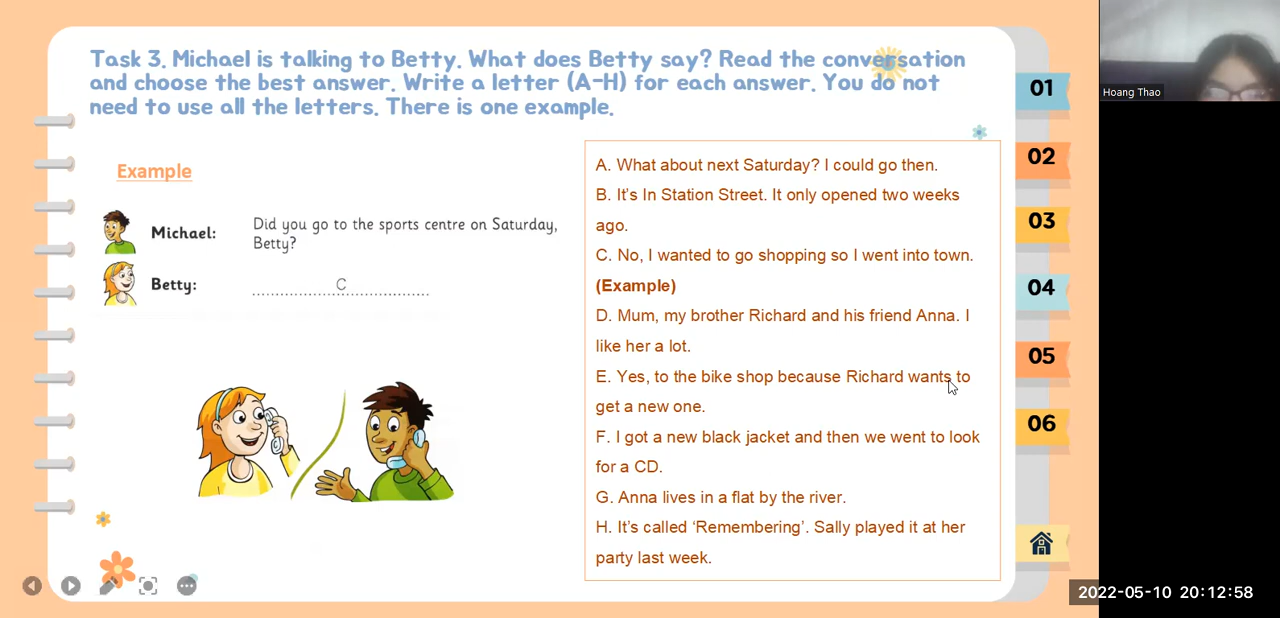 Task 3. Michael is talking to Betty. What does Betty say? Read the conversation
and choose the best answer. Write a letter (A-H) for each answer. You do not
need to use all the letters. There is one example.
Example
Michael: Did you go to the sports centre on Saturday,
Betty?
Betty: C
A. What about next Saturday? I could go then.
B. It's In Station Street. It only opened two weeks
ago.
C. No, I wanted to go shopping so I went into town.
(Example)
D. Mum, my brother Richard and his friend Anna. I
like her a lot.
E. Yes, to the bike shop because Richard wants to
get a new one.
F. I got a new black jacket and then we went to look
for a CD.
G. Anna lives in a flat by the river.
H. It's called ‘Remembering’. Sally played it at her
party last week.
01
02
03
04
05
06
Hoang Thao
2022-05-10 20:12:58